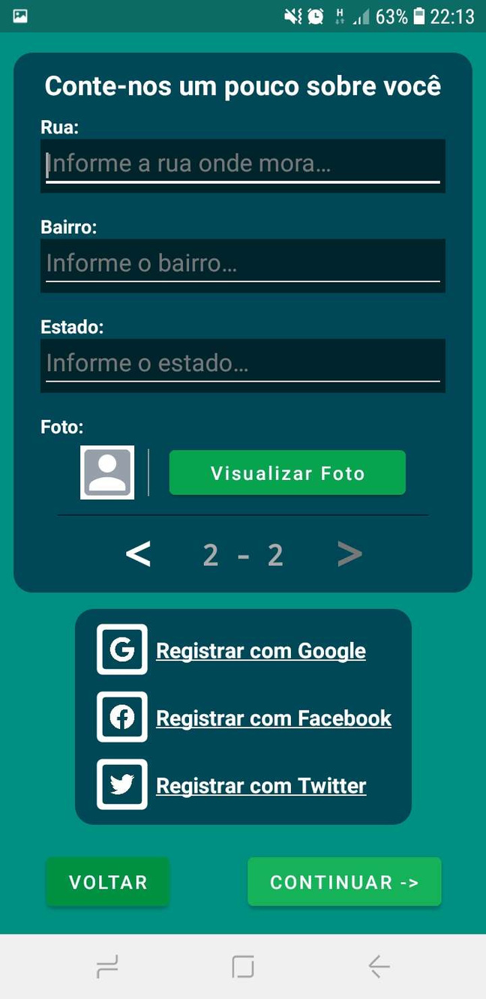 H 63% 22:13
Conte-nos um pouco sobre você
Rua:
Informe a rua onde mora...
Bairro:
Informe o bairro...
Estado:
Informe o estado...
Foto:
Visualizar Foto
< 2 - 2 >
Registrar com Google
Registrar com Facebook
Registrar com Twitter
VOLTAR CONTINUAR ->